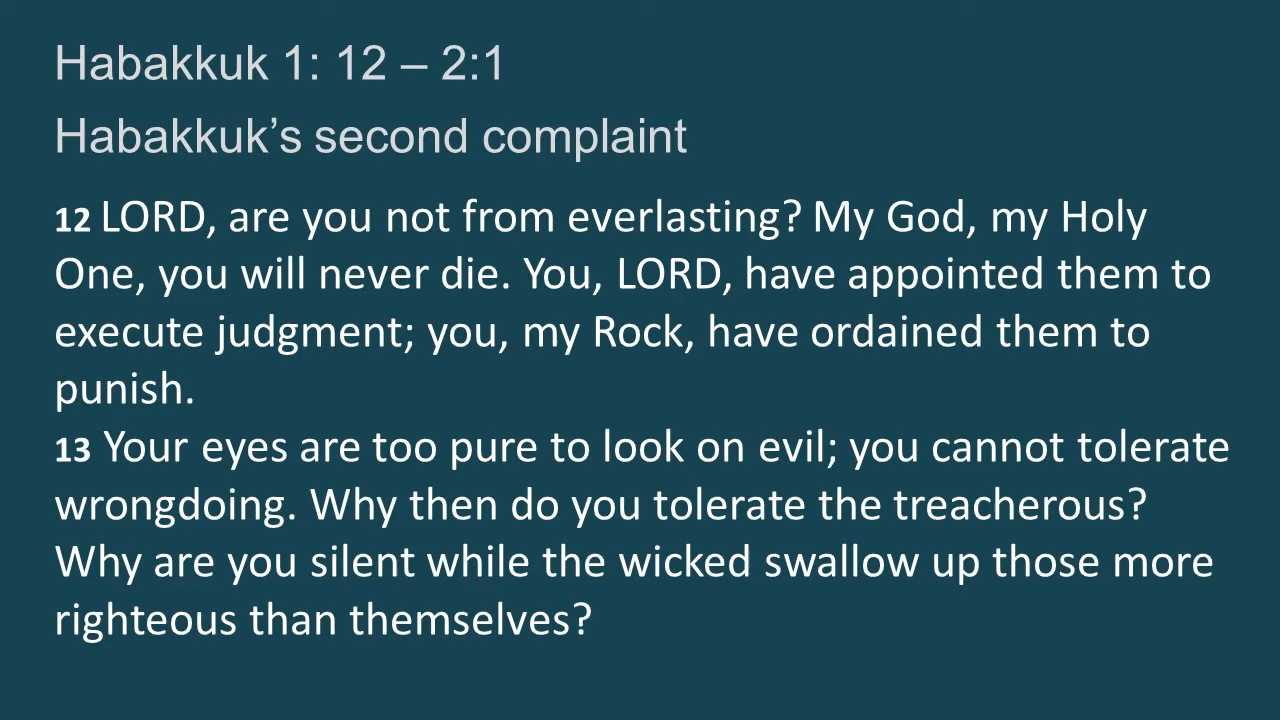 Habakkuk 1: 12 – 2:1
Habakkuk’s second complaint
12 LORD, are you not from everlasting? My God, my Holy
One, you will never die. You, LORD, have appointed them to
execute judgment; you, my Rock, have ordained them to
punish.
13 Your eyes are too pure to look on evil; you cannot tolerate
wrongdoing. Why then do you tolerate the treacherous?
Why are you silent while the wicked swallow up those more
righteous than themselves?